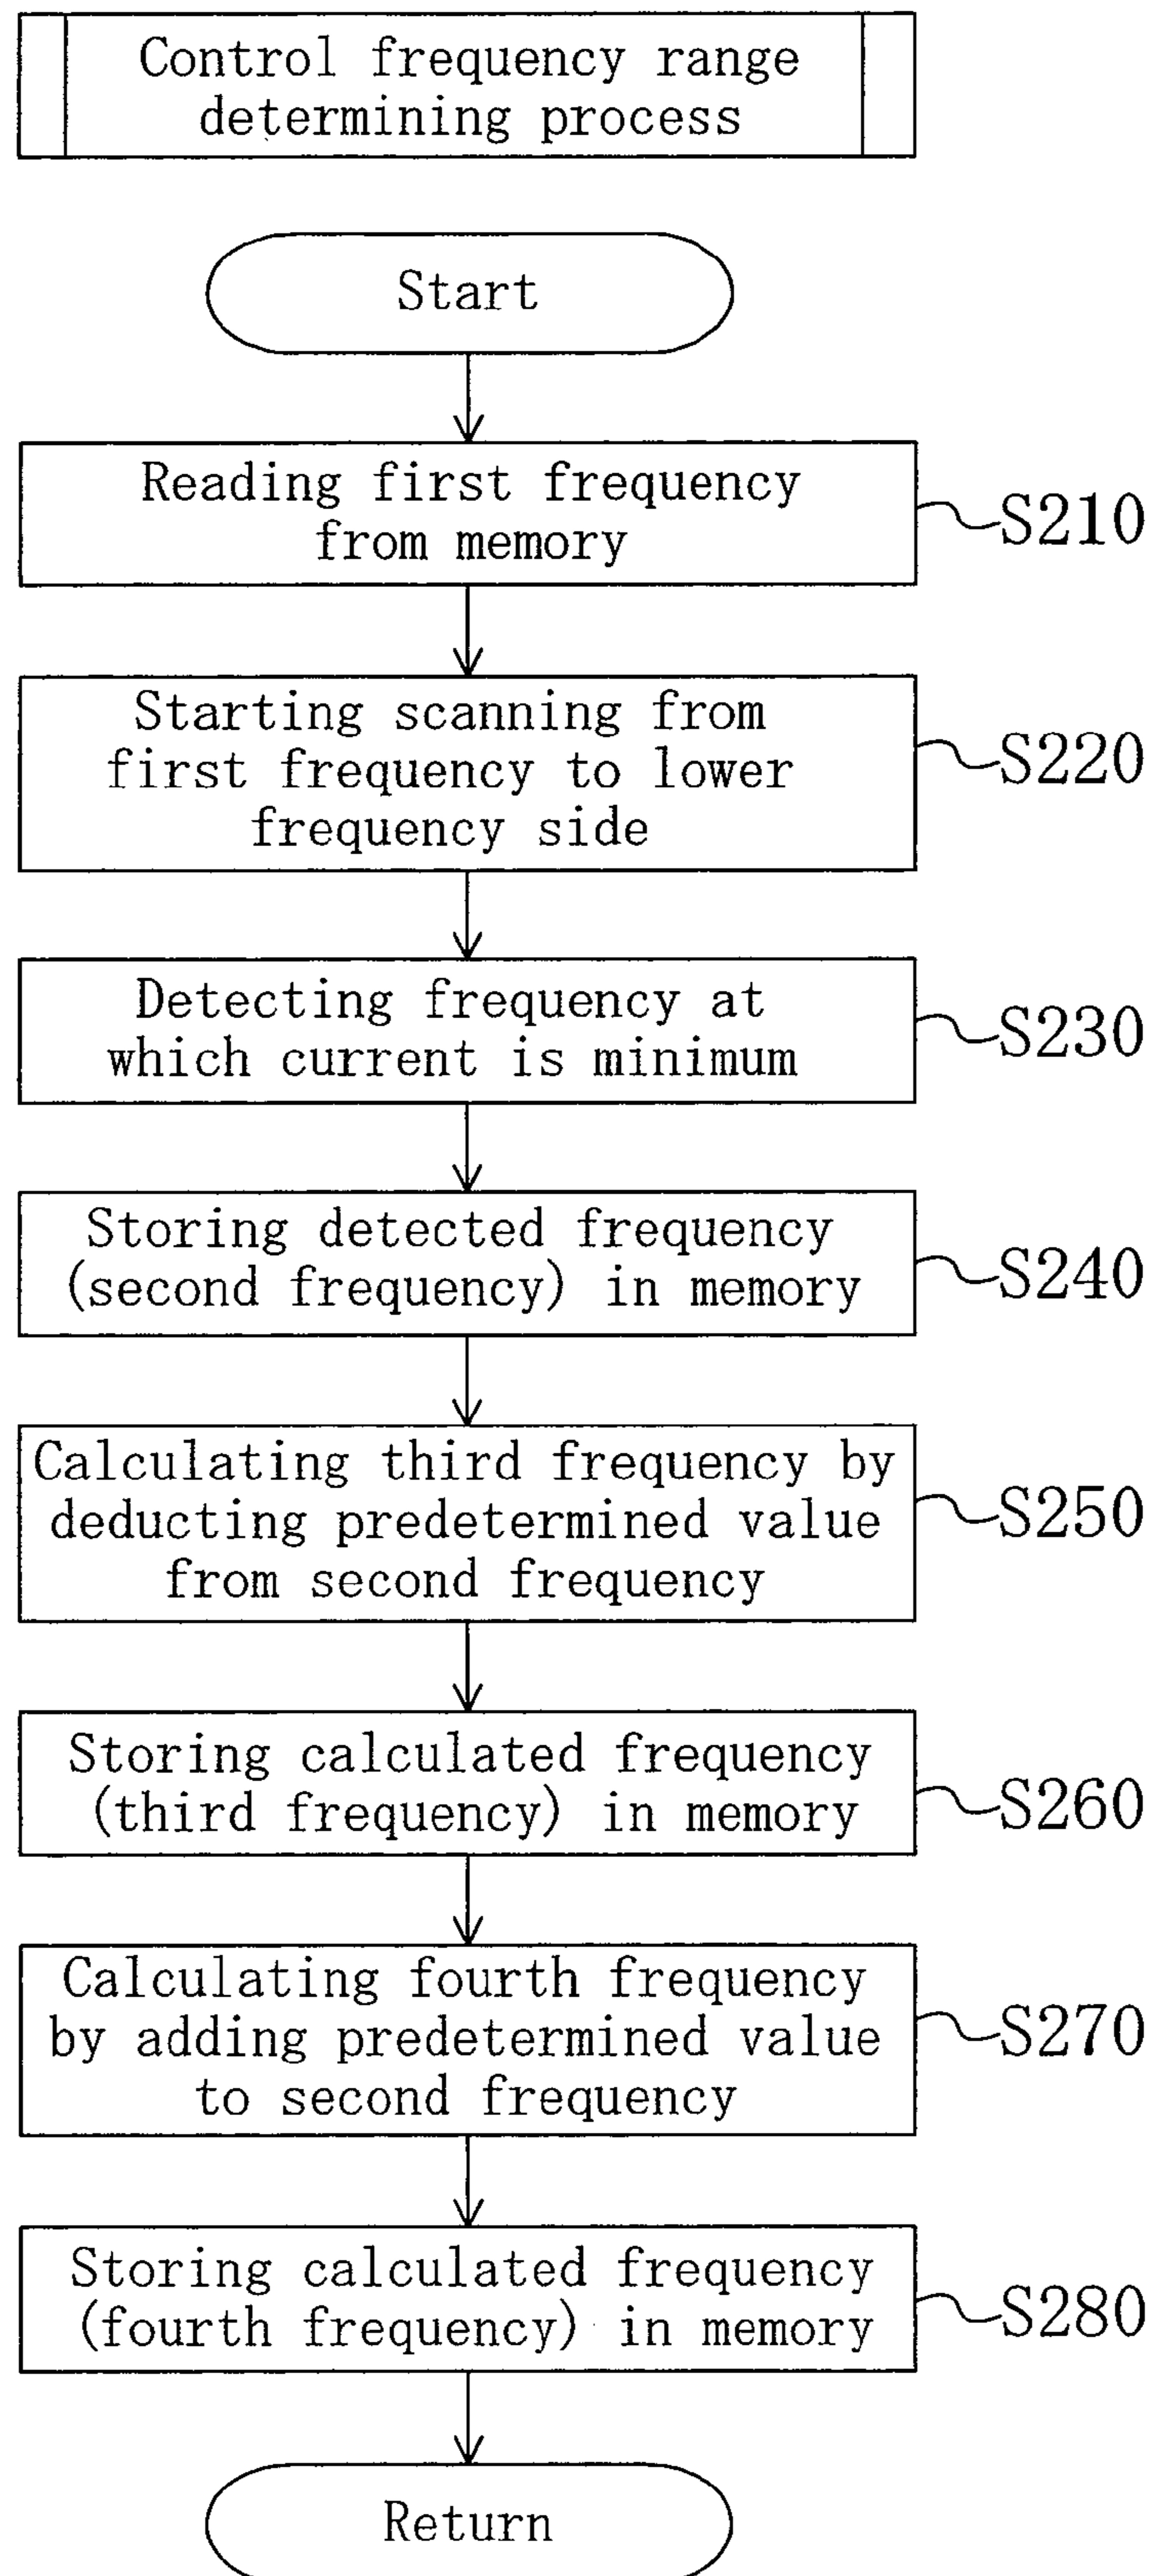 Control frequency range
determining process
Start
Reading first frequency
from memory
S210
Starting scanning from
first frequency to lower
frequency side
S220
Detecting frequency at
which current is minimum
S230
Storing detected frequency
(second frequency) in memory
S240
Calculating third frequency by
deducting predetermined value
from second frequency
S250
Storing calculated frequency
(third frequency) in memory
S260
Calculating fourth frequency
by adding predetermined value
to second frequency
S270
Storing calculated frequency
(fourth frequency) in memory
S280
Return